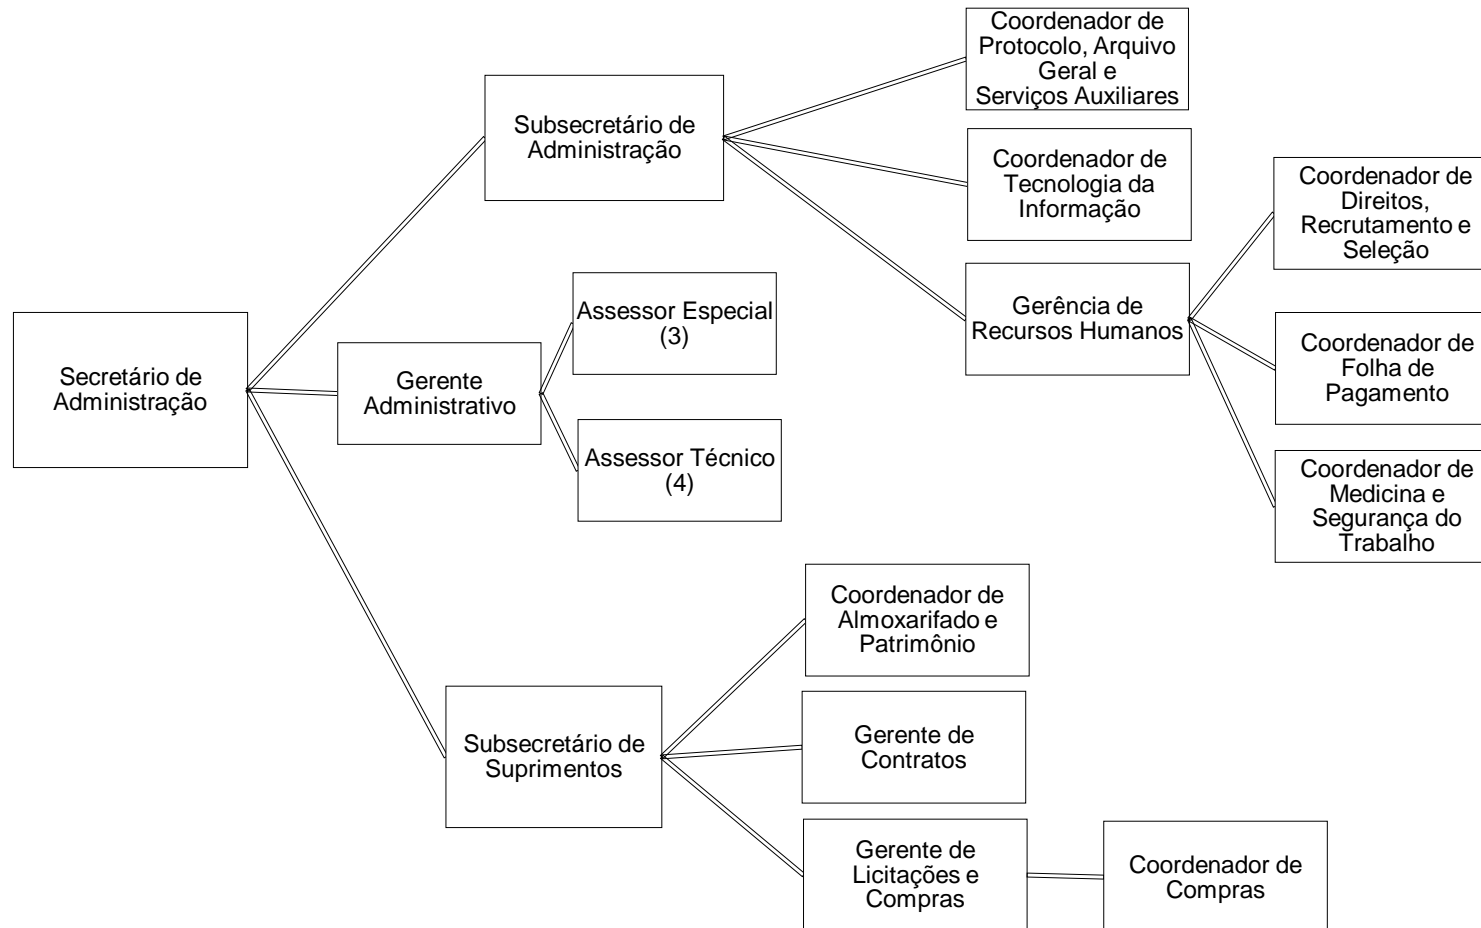 Coordenador de
Protocolo, Arquivo
Geral e
Serviços Auxiliares
Subsecretário de
Administração
Coordenador de
Tecnologia da
Informação
Coordenador de
Direitos,
Recrutamento e
Seleção
Gerência de
Recursos Humanos
Assessor Especial
(3)
Secretário de
Administração
Gerente
Administrativo
Coordenador de
Folha de
Pagamento
Assessor Técnico
(4)
Coordenador de
Medicina e
Segurança do
Trabalho
Coordenador de
Almoxarifado e
Patrimônio
Subsecretário de
Suprimentos
Gerente de
Contratos
Gerente de
Licitações e
Compras
Coordenador de
Compras